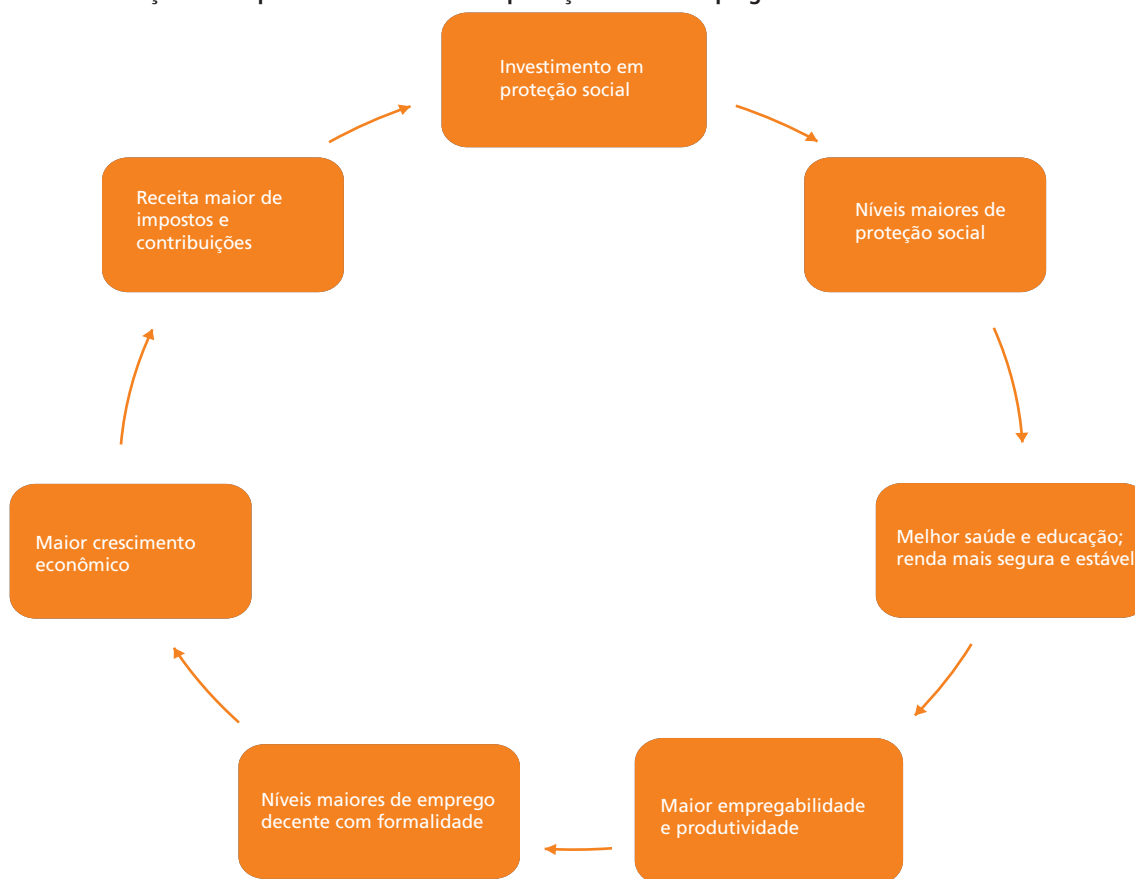 Investimento em
proteção social
Níveis maiores de
proteção social
Melhor saúde e educação;
renda mais segura e estável
Maior empregabilidade
e produtividade
Níveis maiores de emprego
decente com formalidade
Maior crescimento
econômico
Receita maior de
impostos e
contribuições